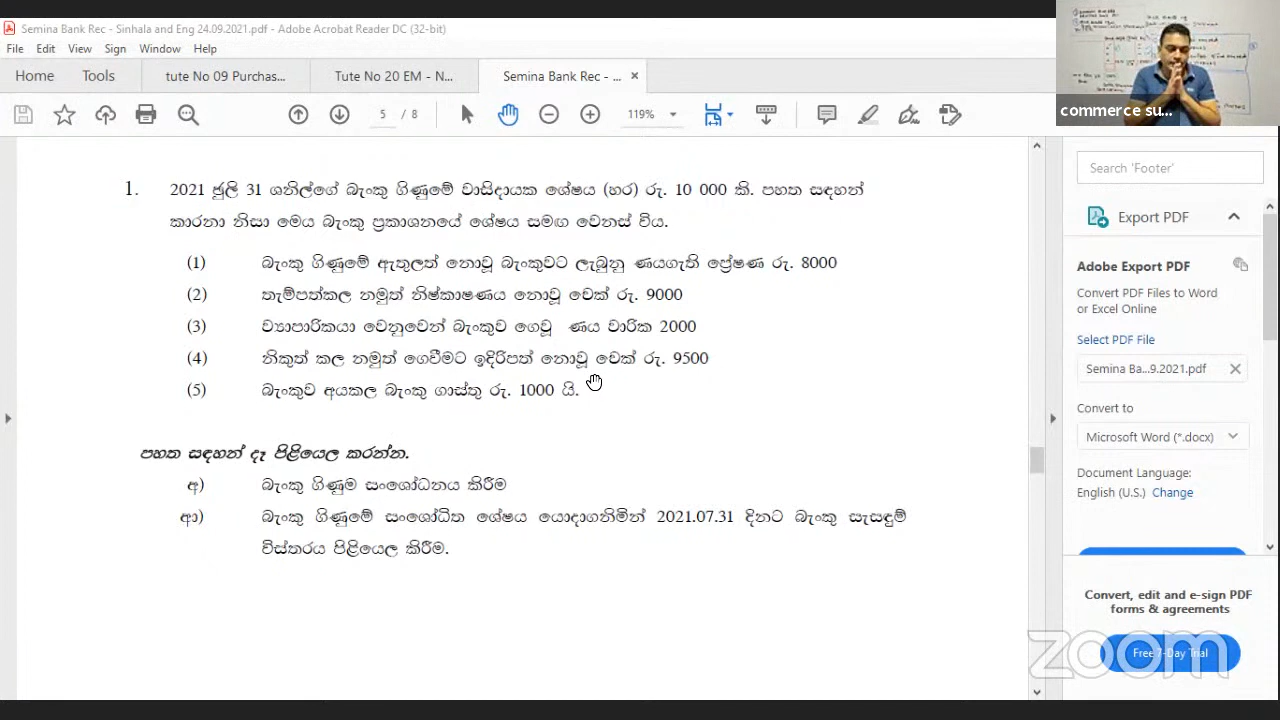 Semina Bank Rec - Sinhala and Eng 24.09.2021.pdf - Adobe Acrobat Reader DC (32-bit)
File Edit View Sign Window Help
Home Tools tute No 09 Purchas... Tute No 20 EM - N... Semina Bank Rec - ... ×
5 / 8 119%
commerce su...
1. 2021 ජුලි 31 ශනිල්ගේ බැංකු ගිණුමේ වාසිදායක ශේෂය (හර) රු. 10 000 කි. පහත සඳහන්
කාරනා නිසා මෙය බැංකු ප්‍රකාශනයේ ශේෂය සමඟ වෙනස් විය.
(1) බැංකු ගිණුමේ ඇතුලත් නොවූ බැංකුවට ලැබුනු ණයගැති ප්‍රේෂණ රු. 8000
(2) තැම්පත්කල නමුත් නිෂ්කාෂණය නොවූ චෙක් රු. 9000
(3) ව්‍යාපාරිකයා වෙනුවෙන් බැංකුව ගෙවූ ණය වාරික 2000
(4) නිකුත් කල නමුත් ගෙවීමට ඉදිරිපත් නොවූ චෙක් රු. 9500
(5) බැංකුව අයකල බැංකු ගාස්තු රු. 1000 යි.
පහත සඳහන් දෑ පිළියෙල කරන්න.
අ) බැංකු ගිණුම සංශෝධනය කිරීම
ආ) බැංකු ගිණුමේ සංශෝධිත ශේෂය යොදාගනිමින් 2021.07.31 දිනට බැංකු සැසඳුම්
විස්තරය පිළියෙල කිරීම.
Search 'Footer'
Export PDF
Adobe Export PDF
Convert PDF Files to Word
or Excel Online
Select PDF File
Semina Ba...9.2021.pdf ×
Convert to
Microsoft Word (*.docx)
Document Language:
English (U.S.) Change
Convert, edit and e-sign PDF
forms & agreements
Free 7-Day Trial
zoom